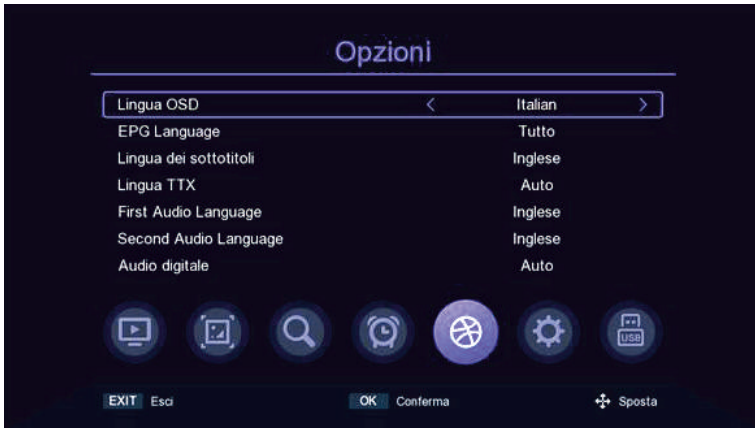 Opzioni
Lingua OSD < Italian >
EPG Language Tutto
Lingua dei sottotitoli Inglese
Lingua TTX Auto
First Audio Language Inglese
Second Audio Language Inglese
Audio digitale Auto
USB
EXIT Esci OK Conferma Sposta